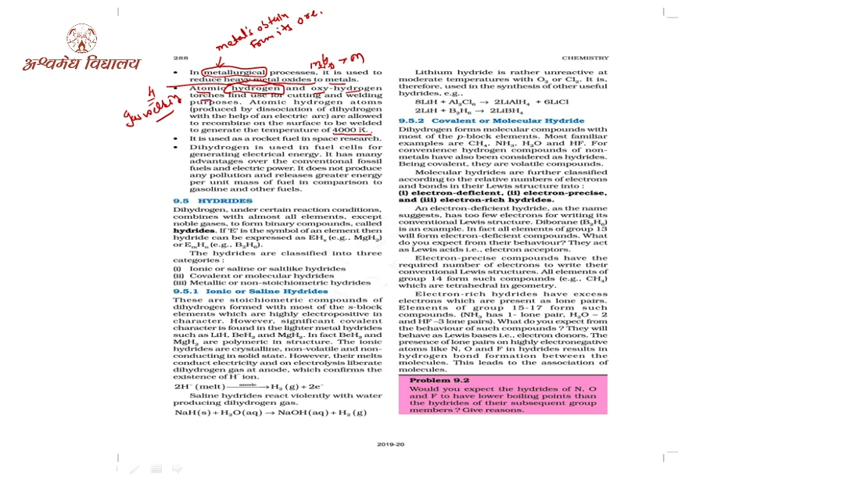 अश्वमेध विद्यालय
metal's obtain
form its ore.
288
CHEMISTRY
• In metallurgical processes, it is used to
reduce heavy metal oxides to metals.
• Atomic hydrogen and oxy-hydrogen
torches find use for cutting and welding
purposes. Atomic hydrogen atoms
(produced by dissociation of dihydrogen
with the help of an electric arc) are allowed
to recombine on the surface to be welded
to generate the temperature of 4000 K.
• It is used as a rocket fuel in space research.
• Dihydrogen is used in fuel cells for
generating electrical energy. It has many
advantages over the conventional fossil
fuels and electric power. It does not produce
any pollution and releases greater energy
per unit mass of fuel in comparison to
gasoline and other fuels.
9.5 HYDRIDES
Dihydrogen, under certain reaction conditions,
combines with almost all elements, except
noble gases, to form binary compounds, called
hydrides. If 'E' is the symbol of an element then
hydride can be expressed as EHₓ (e.g., MgH₂)
or EₘHₙ (e.g., B₂H₆).
The hydrides are classified into three
categories :
(i) Ionic or saline or saltlike hydrides
(ii) Covalent or molecular hydrides
(iii) Metallic or non-stoichiometric hydrides
9.5.1 Ionic or Saline Hydrides
These are stoichiometric compounds of
dihydrogen formed with most of the s-block
elements which are highly electropositive in
character. However, significant covalent
character is found in the lighter metal hydrides
such as LiH, BeH₂ and MgH₂. In fact BeH₂ and
MgH₂ are polymeric in structure. The ionic
hydrides are crystalline, non-volatile and non-
conducting in solid state. However, their melts
conduct electricity and on electrolysis liberate
dihydrogen gas at anode, which confirms the
existence of H⁻ ion.
2H⁻ (melt) —anode→ H₂ (g) + 2e⁻
Saline hydrides react violently with water
producing dihydrogen gas.
NaH(s) + H₂O(aq) → NaOH(aq) + H₂ (g)
Lithium hydride is rather unreactive at
moderate temperatures with O₂ or Cl₂. It is,
therefore, used in the synthesis of other useful
hydrides, e.g.,
8LiH + Al₂Cl₆ → 2LiAlH₄ + 6LiCl
2LiH + B₂H₆ → 2LiBH₄
9.5.2 Covalent or Molecular Hydride
Dihydrogen forms molecular compounds with
most of the p-block elements. Most familiar
examples are CH₄, NH₃, H₂O and HF. For
convenience hydrogen compounds of non-
metals have also been considered as hydrides.
Being covalent, they are volatile compounds.
Molecular hydrides are further classified
according to the relative numbers of electrons
and bonds in their Lewis structure into :
(i) electron-deficient, (ii) electron-precise,
and (iii) electron-rich hydrides.
An electron-deficient hydride, as the name
suggests, has too few electrons for writing its
conventional Lewis structure. Diborane (B₂H₆)
is an example. In fact all elements of group 13
will form electron-deficient compounds. What
do you expect from their behaviour? They act
as Lewis acids i.e., electron acceptors.
Electron-precise compounds have the
required number of electrons to write their
conventional Lewis structures. All elements of
group 14 form such compounds (e.g., CH₄)
which are tetrahedral in geometry.
Electron-rich hydrides have excess
electrons which are present as lone pairs.
Elements of group 15-17 form such
compounds. (NH₃ has 1- lone pair, H₂O – 2
and HF –3 lone pairs). What do you expect from
the behaviour of such compounds ? They will
behave as Lewis bases i.e., electron donors. The
presence of lone pairs on highly electronegative
atoms like N, O and F in hydrides results in
hydrogen bond formation between the
molecules. This leads to the association of
molecules.
Problem 9.2
Would you expect the hydrides of N, O
and F to have lower boiling points than
the hydrides of their subsequent group
members ? Give reasons.
2019-20